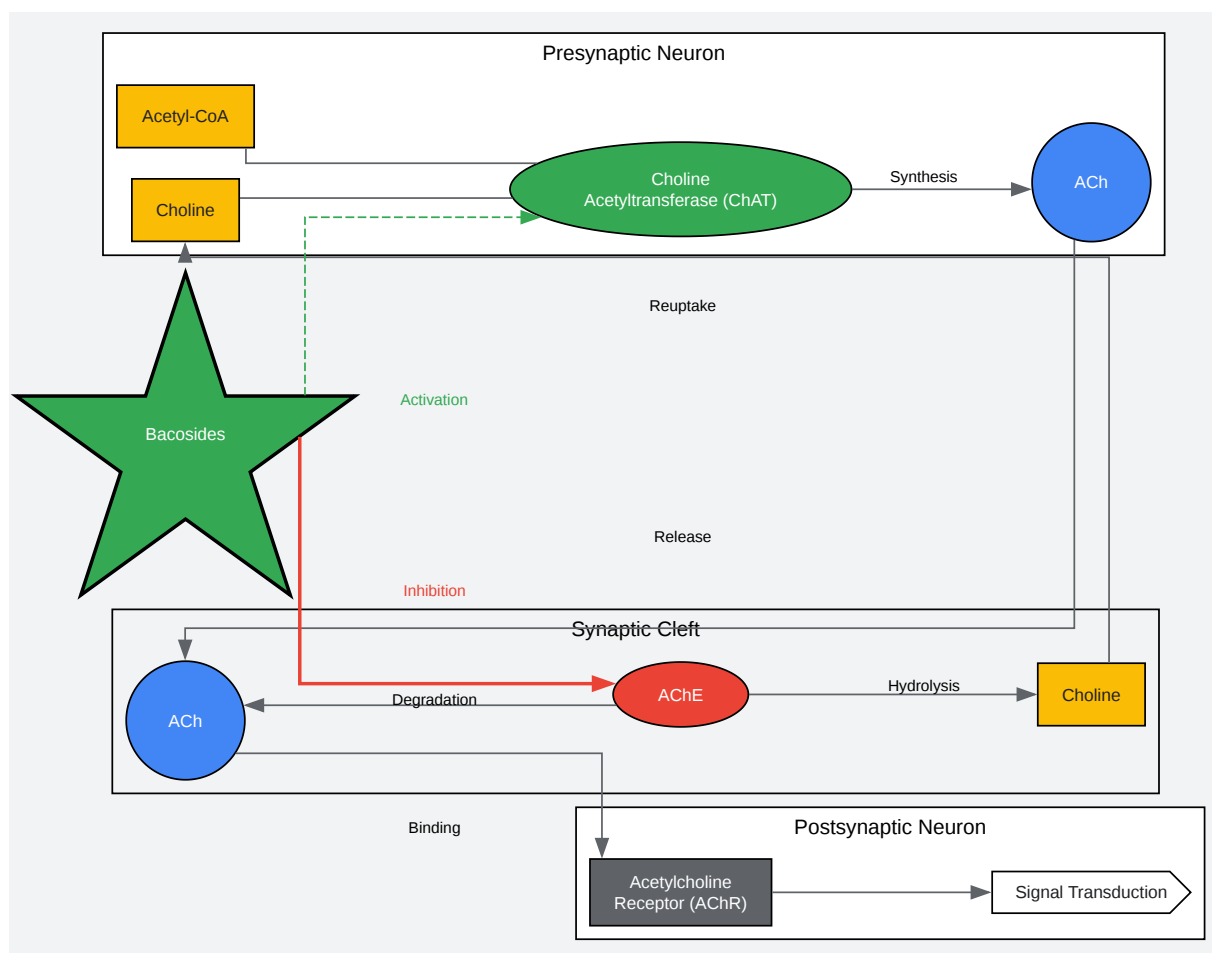 Presynaptic Neuron
Acetyl-CoA
Choline
Choline
Acetyltransferase (ChAT)
Synthesis
ACh
Reuptake
Activation
Bacosides
Release
Inhibition
Synaptic Cleft
ACh
Degradation
AChE
Hydrolysis
Choline
Binding
Postsynaptic Neuron
Acetylcholine
Receptor (AChR)
Signal Transduction